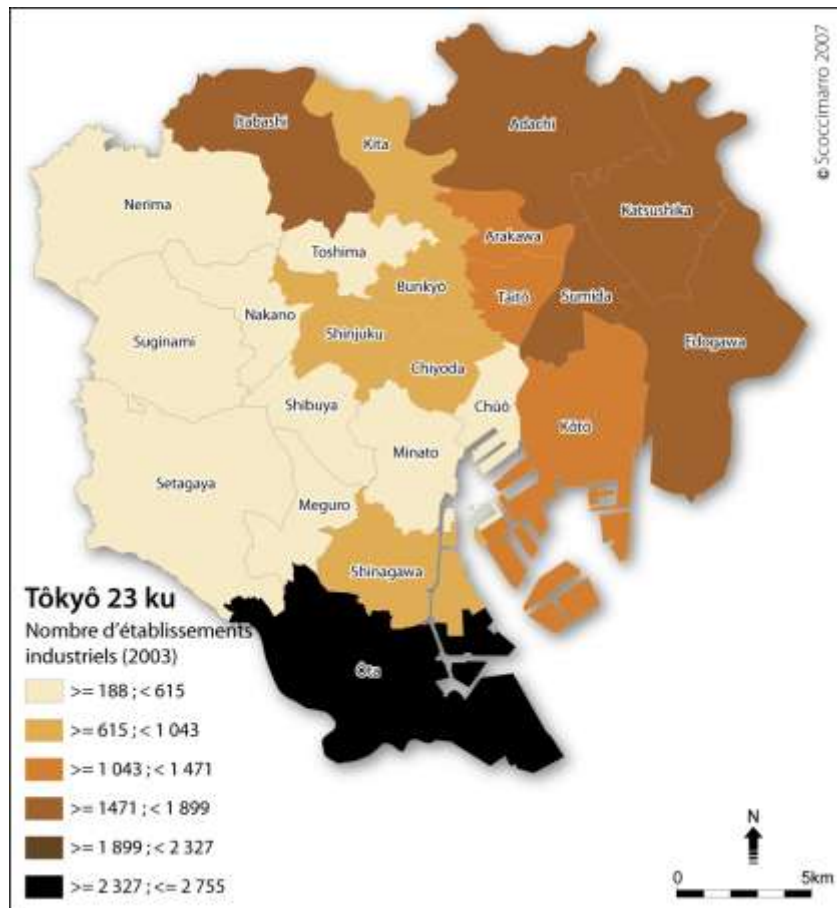 © Scoccimarro 2007
Itabashi
Kita
Adachi
Nerima
Katsushika
Arakawa
Toshima
Bunkyô
Taitô
Sumida
Nakano
Shinjuku
Suginami
Edogawa
Chiyoda
Shibuya
Chûô
Kôto
Minato
Setagaya
Meguro
Shinagawa
Ôta
Tôkyô 23 ku
Nombre d'établissements
industriels (2003)
>= 188 ; < 615
>= 615 ; < 1 043
>= 1 043 ; < 1 471
>= 1471 ; < 1 899
>= 1 899 ; < 2 327
>= 2 327 ; <= 2 755
N
0 5km